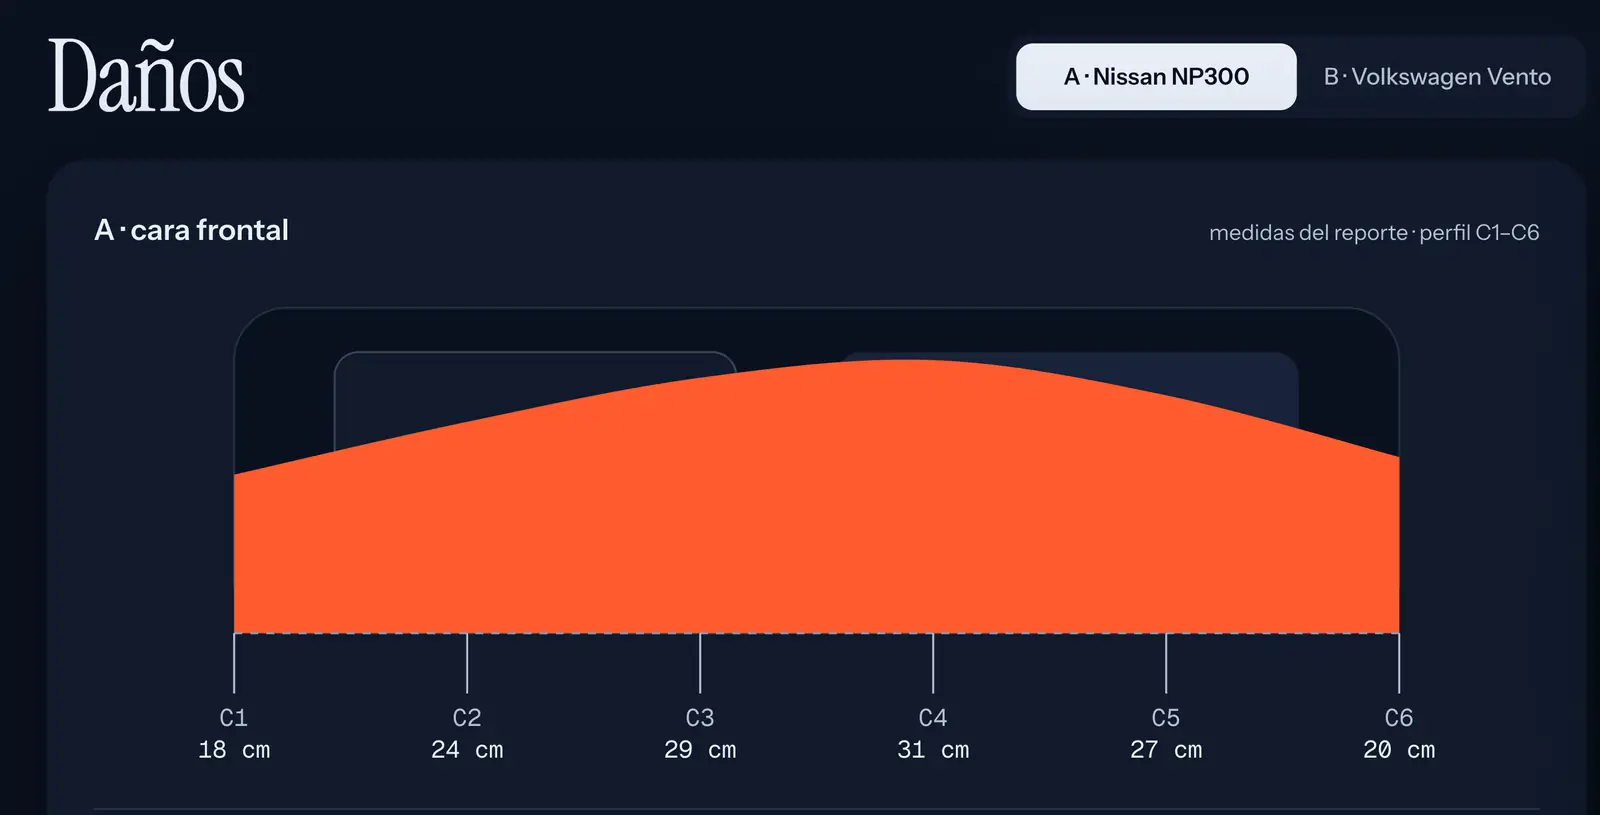 Daños
A · Nissan NP300
B · Volkswagen Vento
A · cara frontal
medidas del reporte · perfil C1–C6
C1 C2 C3 C4 C5 C6
18 cm 24 cm 29 cm 31 cm 27 cm 20 cm